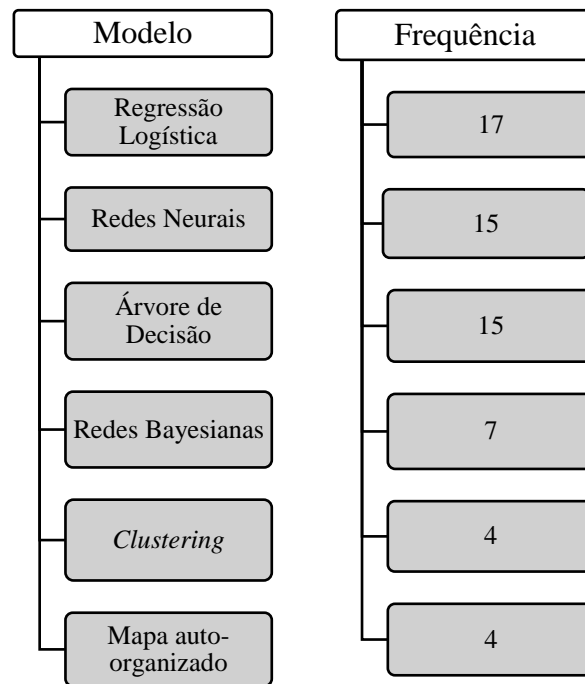 Modelo
Frequência
Regressão
Logística
17
Redes Neurais
15
Árvore de
Decisão
15
Redes Bayesianas
7
Clustering
4
Mapa auto-
organizado
4